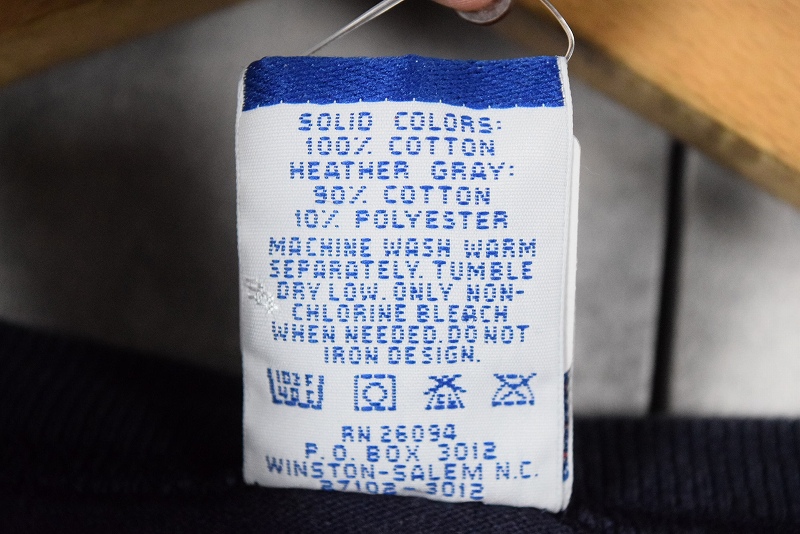 SOLID COLORS:
100% COTTON
HEATHER GRAY:
90% COTTON
10% POLYESTER
MACHINE WASH WARM
SEPARATELY. TUMBLE
DRY LOW. ONLY NON-
CHLORINE BLEACH
WHEN NEEDED. DO NOT
IRON DESIGN.
RN 26094
P.O. BOX 3012
WINSTON-SALEM N.C.
27102-3012